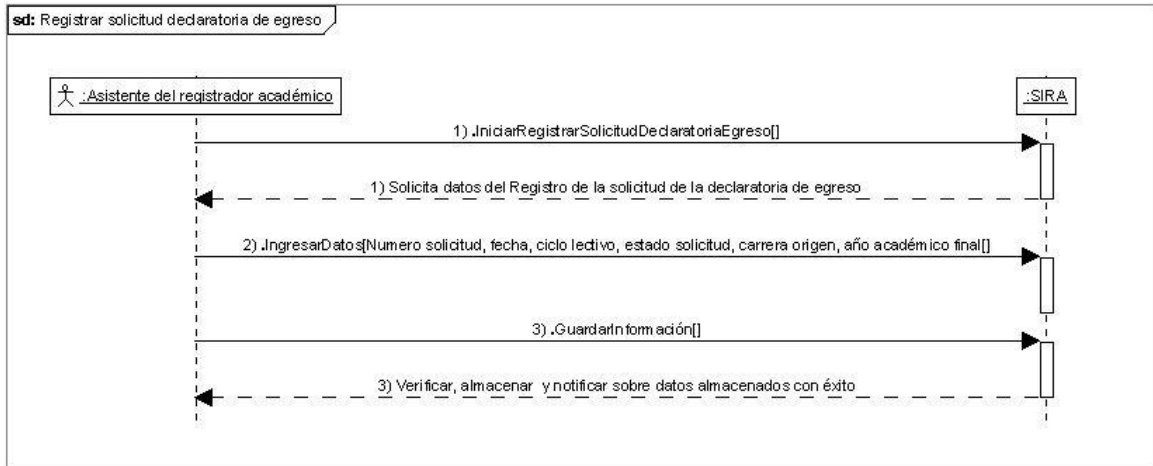 sd: Registrar solicitud declaratoria de egreso
:Asistente del registrador académico
:SIRA
1) .IniciarRegistrarSolicitudDeclaratoriaEgreso[]
1) Solicita datos del Registro de la solicitud de la declaratoria de egreso
2) .IngresarDatos[Numero solicitud, fecha, ciclo lectivo, estado solicitud, carrera origen, año académico final[]
3) .GuardarInformación[]
3) Verificar, almacenar y notificar sobre datos almacenados con éxito